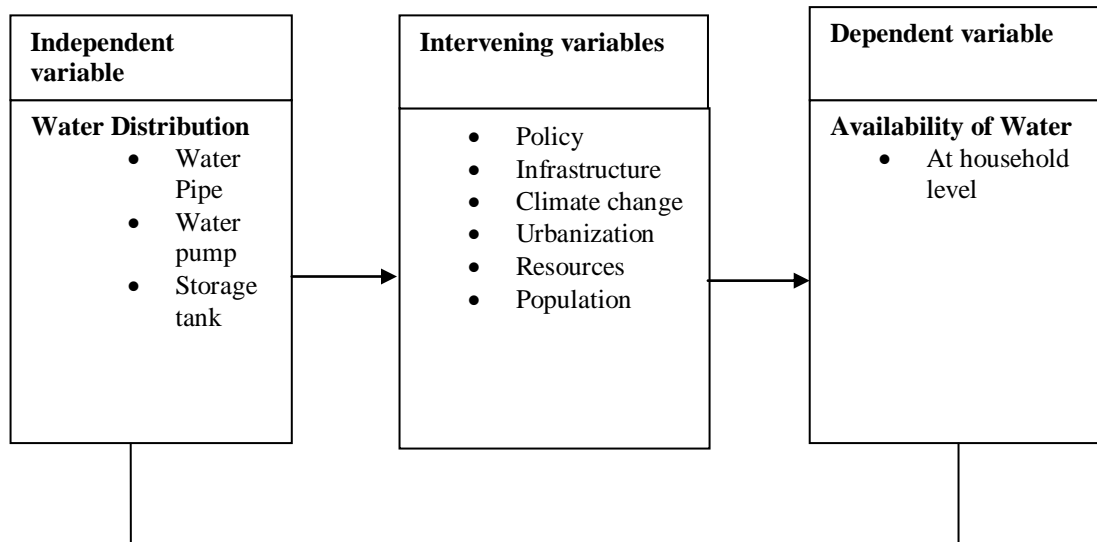 Independent
variable
Water Distribution
• Water
Pipe
• Water
pump
• Storage
tank
Intervening variables
• Policy
• Infrastructure
• Climate change
• Urbanization
• Resources
• Population
Dependent variable
Availability of Water
• At household
level